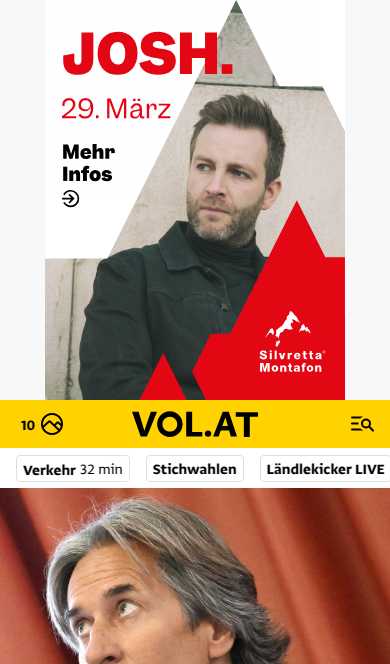 JOSH.
29. März
Mehr
Infos
Silvretta
Montafon
10
VOL.AT
Verkehr 32 min
Stichwahlen
Ländlekicker LIVE